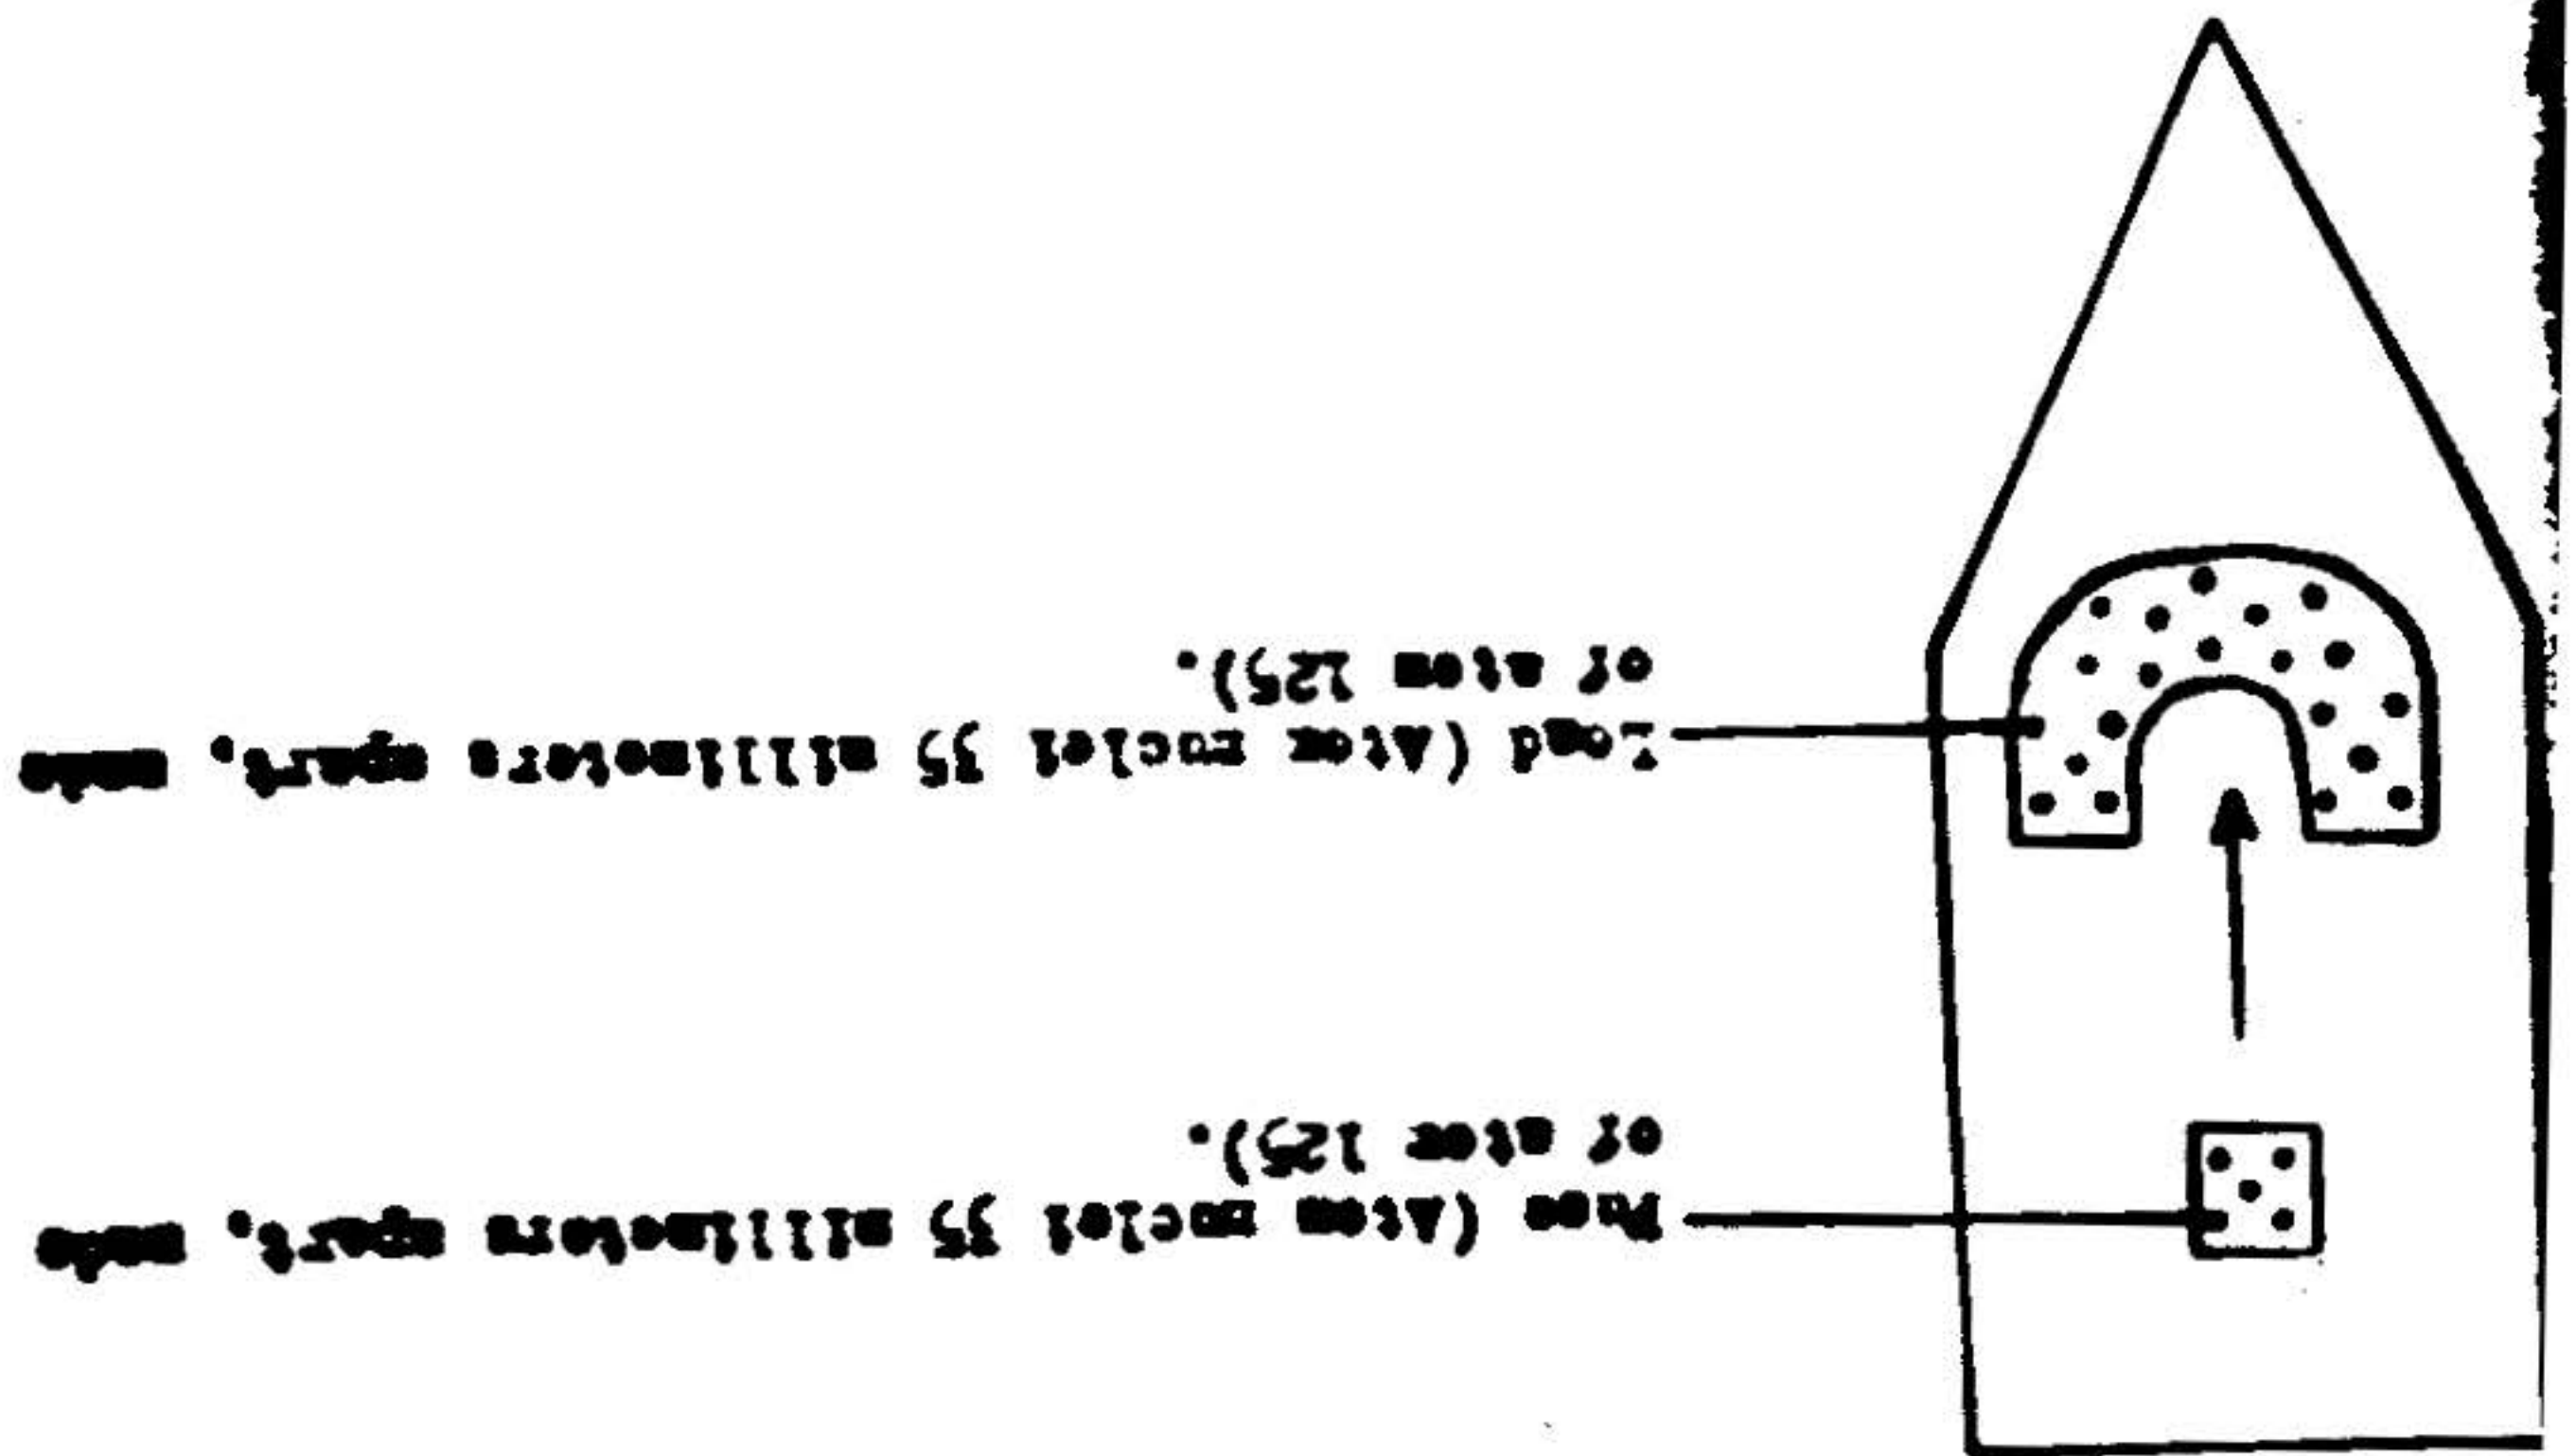 Fuse (Atom nuclei 35 millimeters apart, made
of atom 125).
Load (Atom nuclei 35 millimeters apart, made
of atom 125).